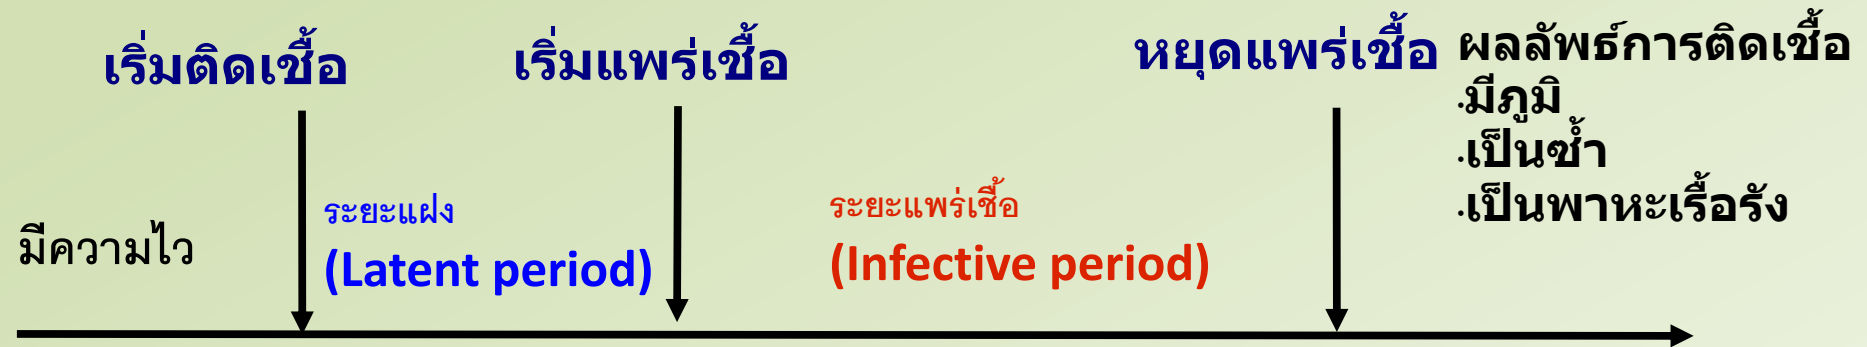 เริ่มติดเชื้อ
เริ่มแพร่เชื้อ
หยุดแพร่เชื้อ
ผลลัพธ์การติดเชื้อ
•มีภูมิ
•เป็นซ้ำ
•เป็นพาหะเรื้อรัง
มีความไว
ระยะแฝง
(Latent period)
ระยะแพร่เชื้อ
(Infective period)